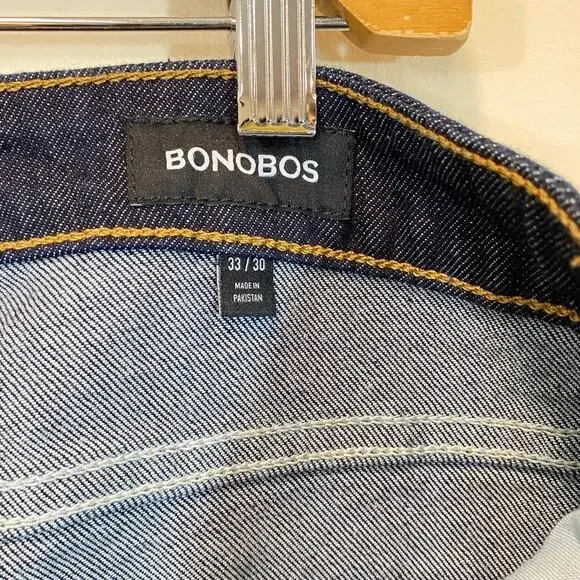 BONOBOS
33 / 30
MADE IN
PAKISTAN